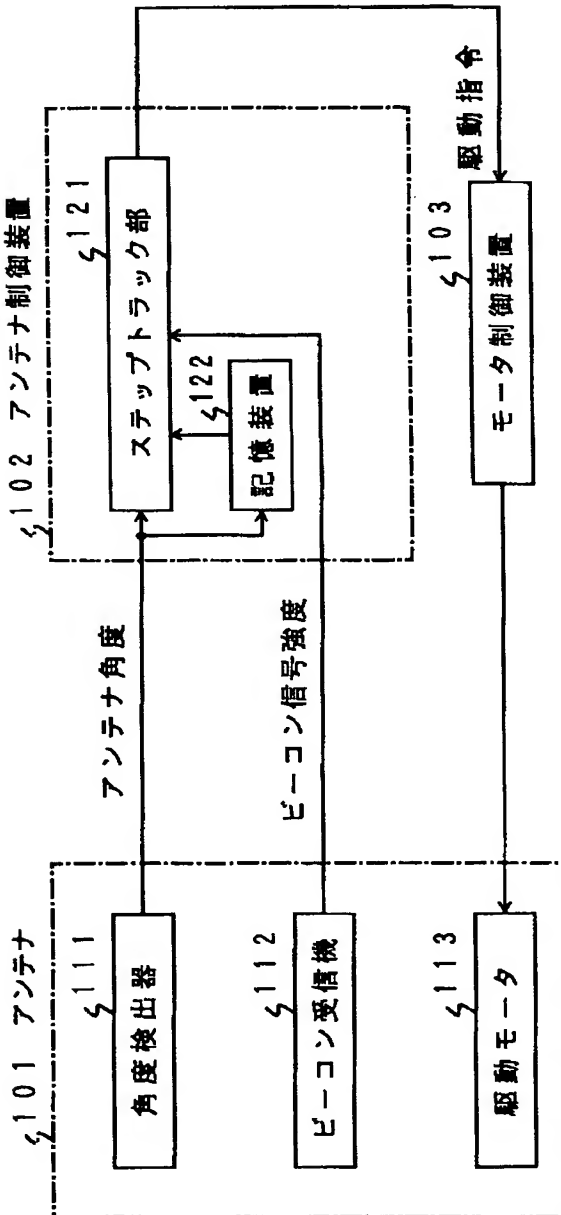 101 アンテナ
111
角度検出器
112
ビーコン受信機
113
駆動モータ
アンテナ角度
ビーコン信号強度
102 アンテナ制御装置
121
ステップトラック部
122
記憶装置
駆動指令
103
モータ制御装置